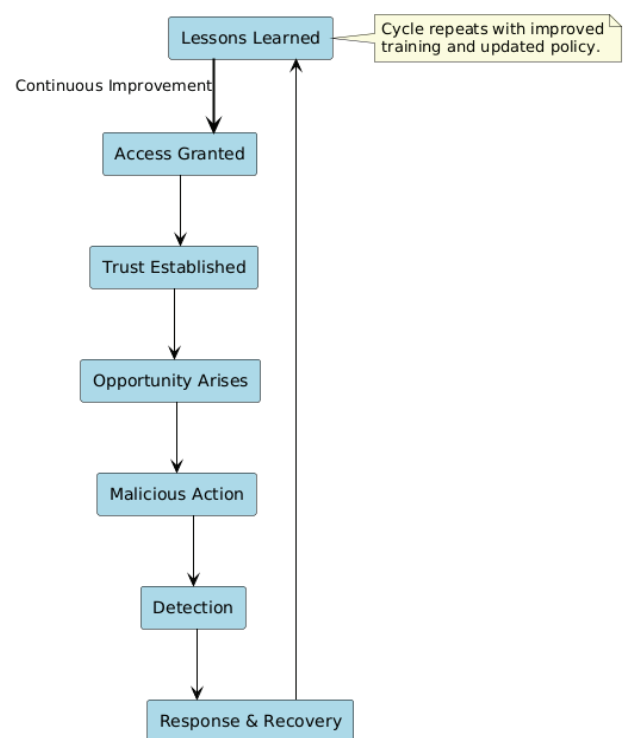 Lessons Learned
Cycle repeats with improved
training and updated policy.
Continuous Improvement
Access Granted
Trust Established
Opportunity Arises
Malicious Action
Detection
Response & Recovery